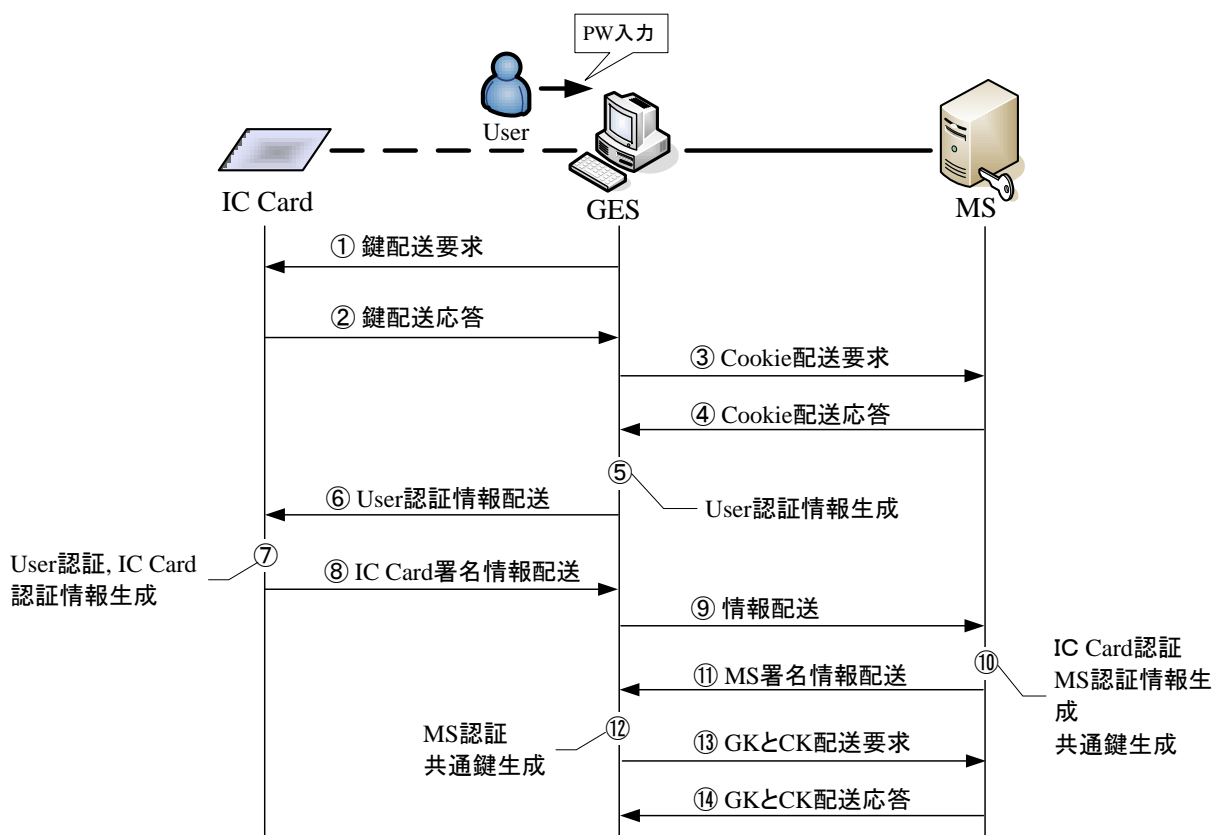 PW入力
User
IC Card
GES
MS
① 鍵配送要求
② 鍵配送応答
③ Cookie配送要求
④ Cookie配送応答
⑤
User認証情報生成
⑥ User認証情報配送
⑦
User認証, IC Card
認証情報生成
⑧ IC Card署名情報配送
⑨ 情報配送
⑩
IC Card認証
MS認証情報生
成
共通鍵生成
⑪ MS署名情報配送
⑫
MS認証
共通鍵生成
⑬ GKとCK配送要求
⑭ GKとCK配送応答